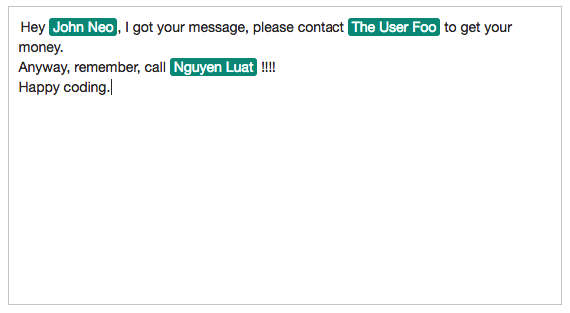 Hey John Neo, I got your message, please contact The User Foo to get your
money.
Anyway, remember, call Nguyen Luat !!!!
Happy coding.